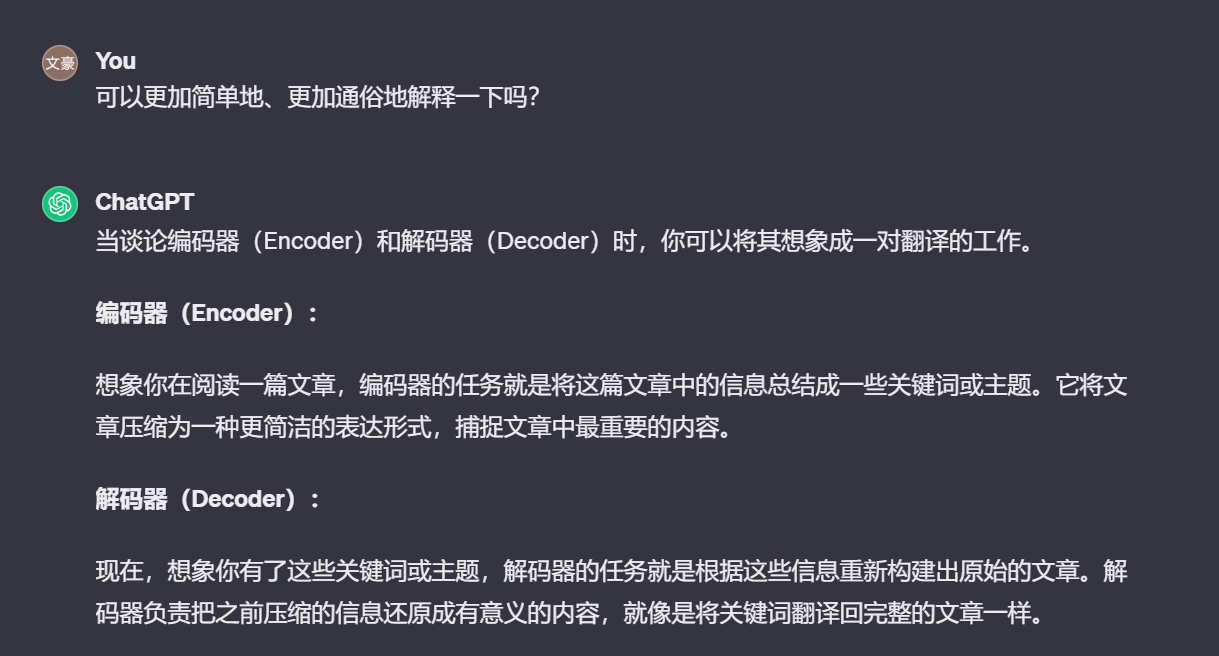 文豪
You
可以更加简单地、更加通俗地解释一下吗？
ChatGPT
当谈论编码器（Encoder）和解码器（Decoder）时，你可以将其想象成一对翻译的工作。
编码器（Encoder）：
想象你在阅读一篇文章，编码器的任务就是将这篇文章中的信息总结成一些关键词或主题。它将文
章压缩为一种更简洁的表达形式，捕捉文章中最重要的内容。
解码器（Decoder）：
现在，想象你有了这些关键词或主题，解码器的任务就是根据这些信息重新构建出原始的文章。解
码器负责把之前压缩的信息还原成有意义的内容，就像是将关键词翻译回完整的文章一样。